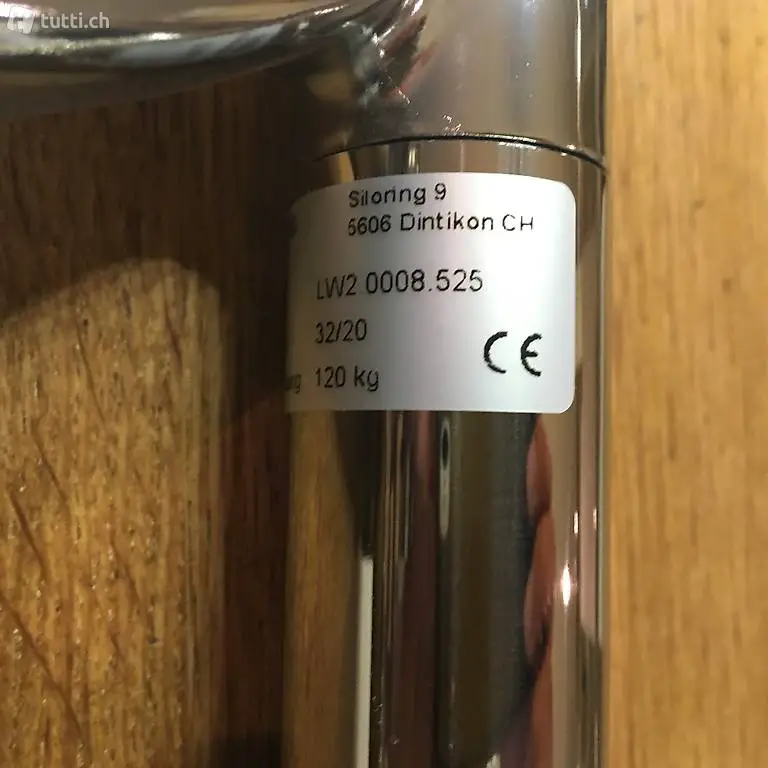 tutti.ch
Siloring 9
5606 Dintikon CH
LW2.0008.525
32/20
120 kg
CE